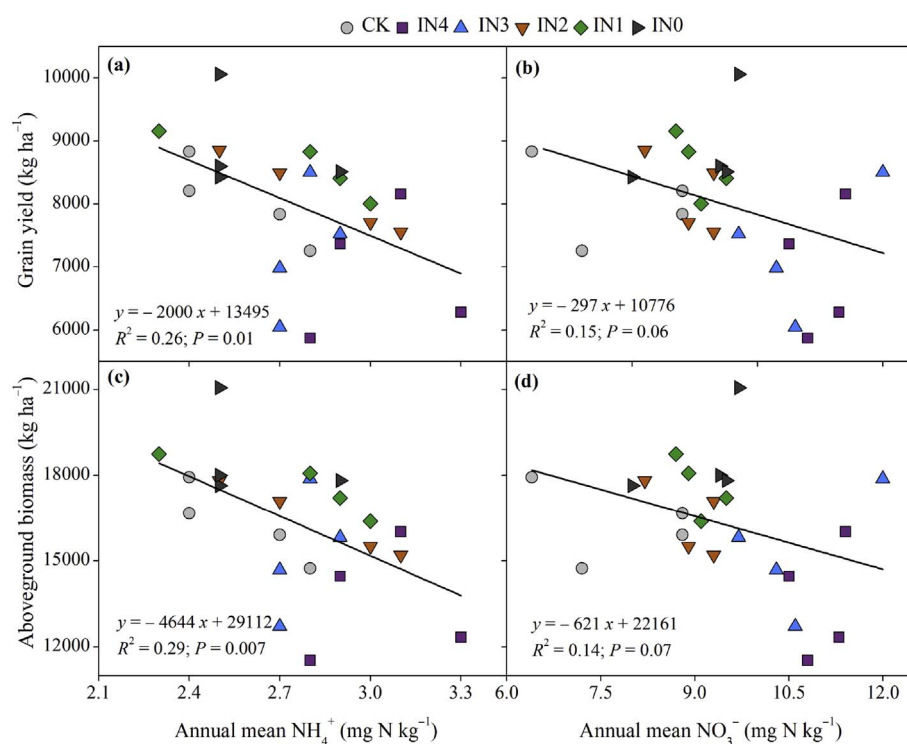 CK IN4 IN3 IN2 IN1 IN0
(a) (b)
10000
9000
8000
7000
6000
Grain yield (kg ha⁻¹)
y = − 2000 x + 13495
R² = 0.26; P = 0.01
y = − 297 x + 10776
R² = 0.15; P = 0.06
(c) (d)
21000
18000
15000
12000
Aboveground biomass (kg ha⁻¹)
y = − 4644 x + 29112
R² = 0.29; P = 0.007
y = − 621 x + 22161
R² = 0.14; P = 0.07
2.1 2.4 2.7 3.0 3.3 6.0 7.5 9.0 10.5 12.0
Annual mean NH₄⁺ (mg N kg⁻¹) Annual mean NO₃⁻ (mg N kg⁻¹)